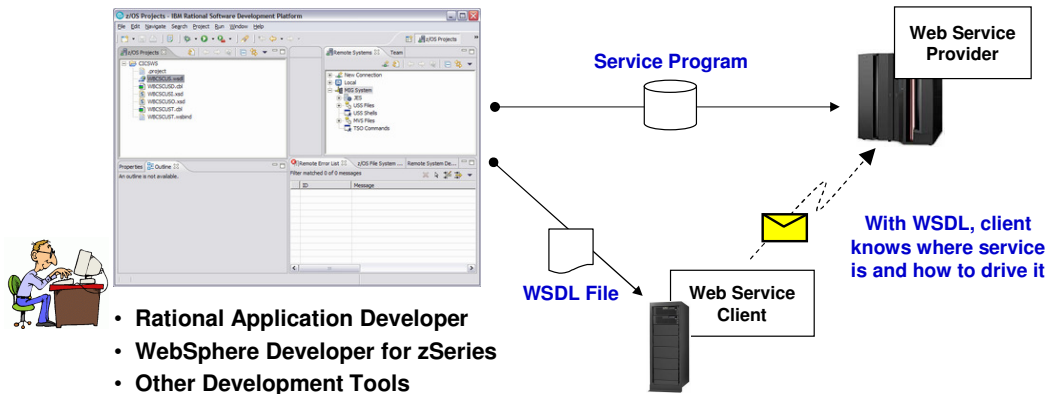 z/OS Projects - IBM Rational Software Development Platform
File Edit Navigate Search Project Run Window Help
z/OS Projects
z/OS Projects
CICSWS
.project
WBCSCUS.wsdl
WBCSCUSD.cbl
WBCSCUSI.xsd
WBCSCUSO.xsd
WBCSCUST.cbl
WBCSCUST.wsbind
Remote Systems Team
New Connection
Local
MIG.System
JES
USS Files
USS Shells
MVS Files
TSO Commands
Properties Outline
An outline is not available.
Remote Error List z/OS File System ... Remote System De...
Filter matched 0 of 0 messages
ID Message
Service Program
Web Service
Provider
WSDL File
Web Service
Client
With WSDL, client
knows where service
is and how to drive it
• Rational Application Developer
• WebSphere Developer for zSeries
• Other Development Tools